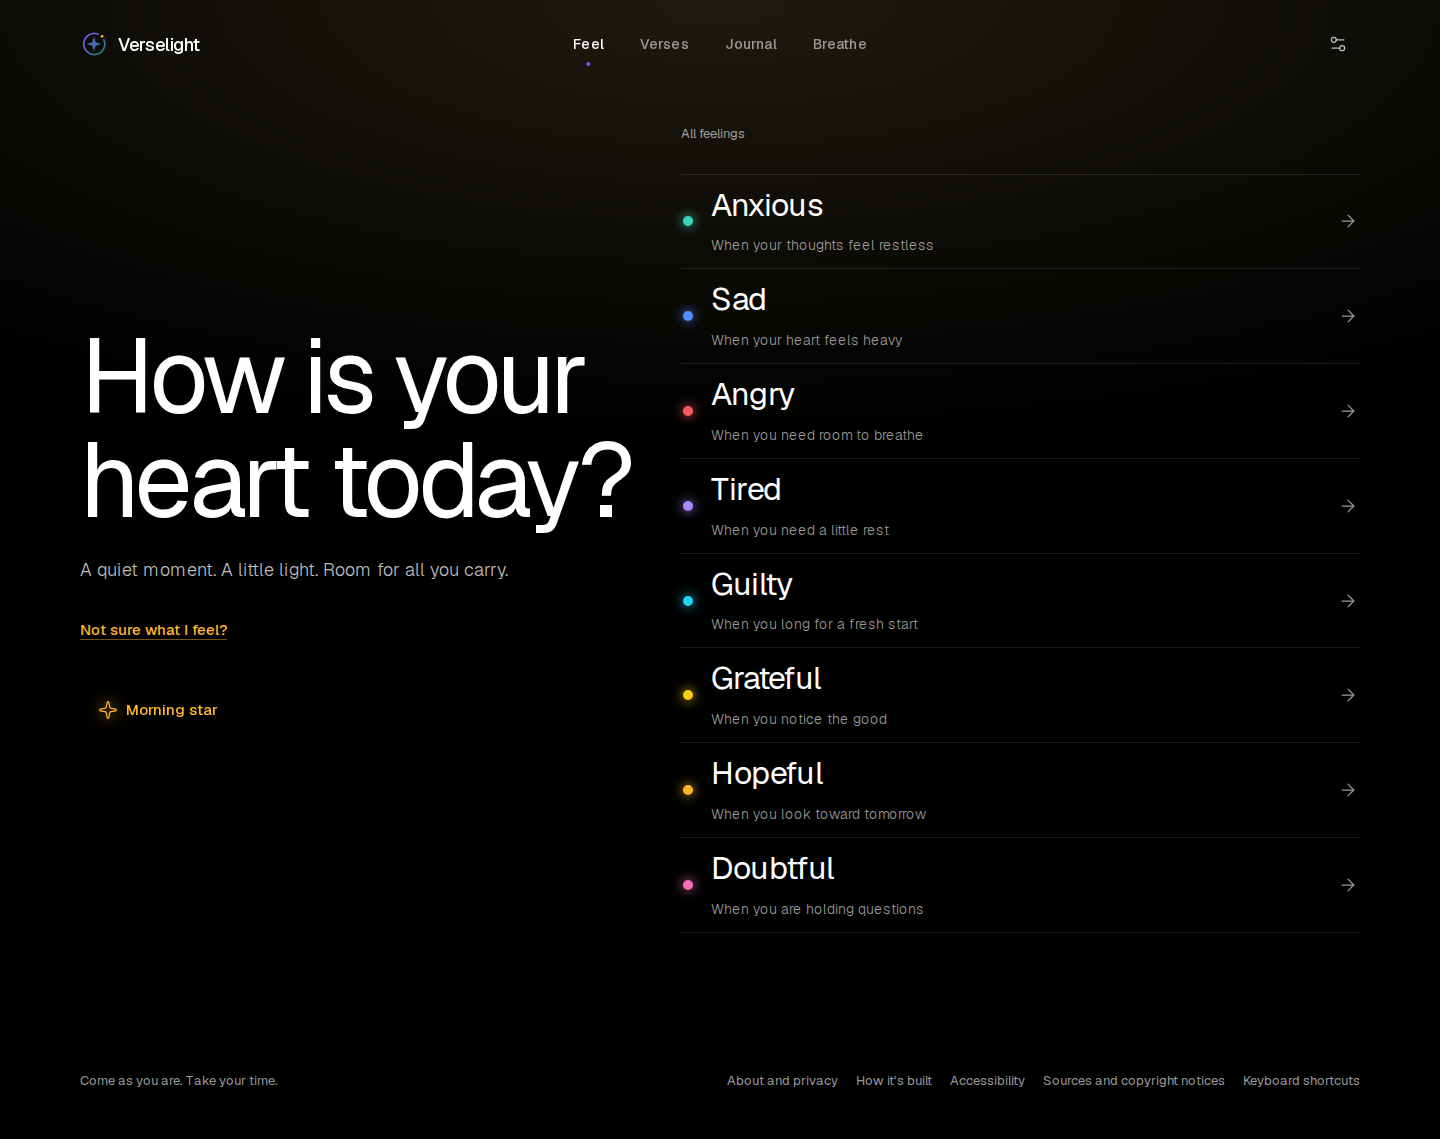 Verselight
Feel
Verses
Journal
Breathe
All feelings
How is your
heart today?
A quiet moment. A little light. Room for all you carry.
Not sure what I feel?
Morning star
Anxious
When your thoughts feel restless
Sad
When your heart feels heavy
Angry
When you need room to breathe
Tired
When you need a little rest
Guilty
When you long for a fresh start
Grateful
When you notice the good
Hopeful
When you look toward tomorrow
Doubtful
When you are holding questions
Come as you are. Take your time.
About and privacy
How it's built
Accessibility
Sources and copyright notices
Keyboard shortcuts